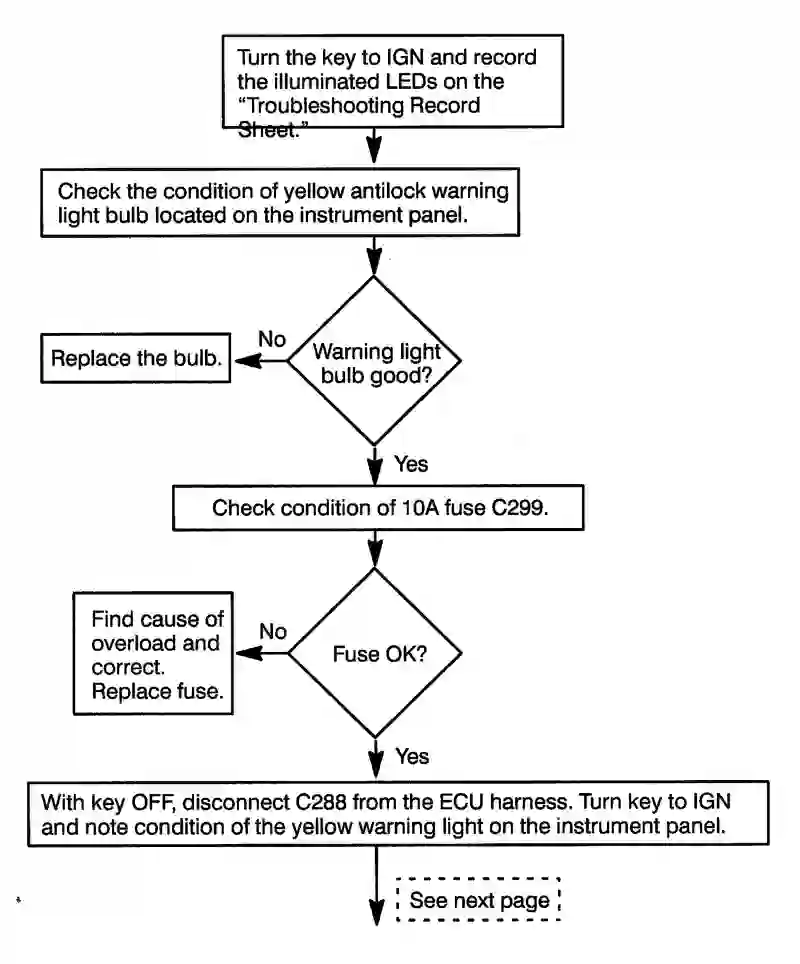 Turn the key to IGN and record
the illuminated LEDs on the
“Troubleshooting Record
Sheet.”
Check the condition of yellow antilock warning
light bulb located on the instrument panel.
No
Warning light
bulb good?
Replace the bulb.
Yes
Check condition of 10A fuse C299.
Find cause of
overload and
correct.
Replace fuse.
No
Fuse OK?
Yes
With key OFF, disconnect C288 from the ECU harness. Turn key to IGN
and note condition of the yellow warning light on the instrument panel.
See next page